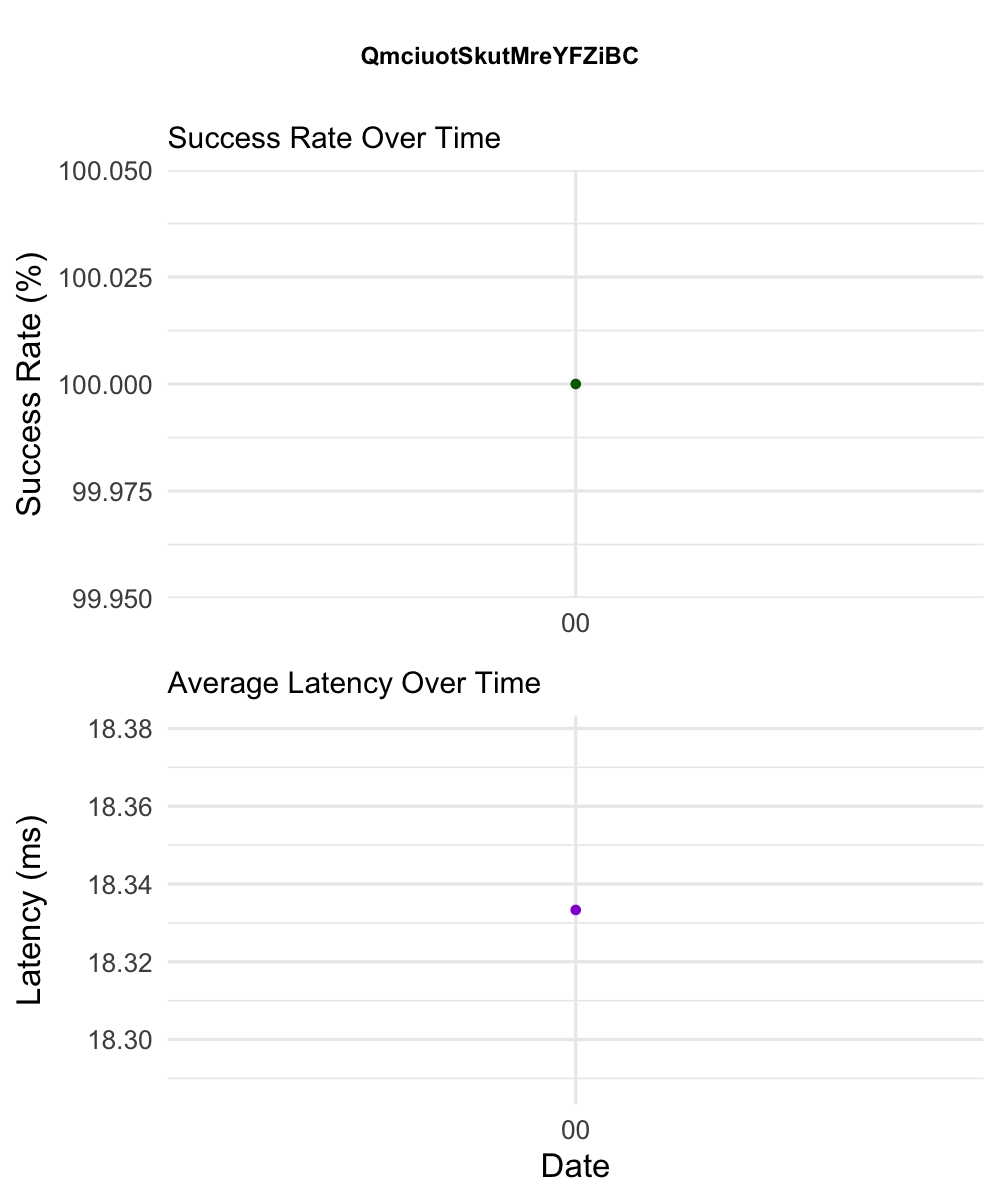 QmciuotSkutMreYFZiBC
Success Rate Over Time
Success Rate (%)
100.050
100.025
100.000
99.975
99.950
00
Average Latency Over Time
Latency (ms)
18.38
18.36
18.34
18.32
18.30
00
Date